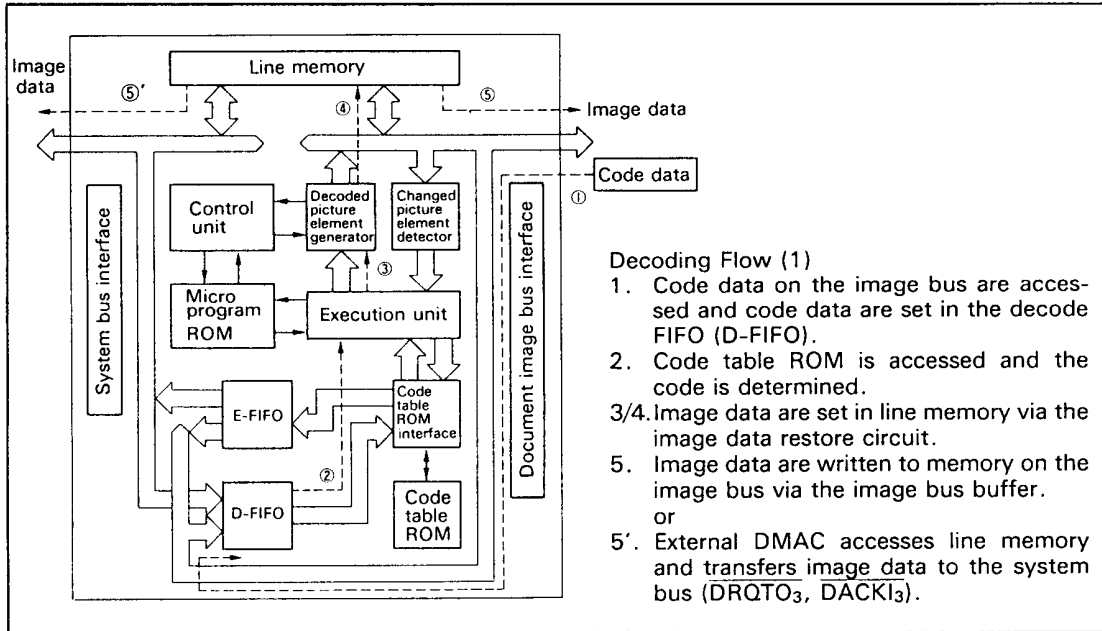 Image
data
Line memory
⑤'
④
⑤
Image data
Code data
①
System bus interface
Control
unit
Decoded
picture
element
generator
Changed
picture
element
detector
③
Micro
program
ROM
Execution unit
Document image bus interface
E-FIFO
Code
table
ROM
interface
②
D-FIFO
Code
table
ROM
Decoding Flow (1)
1. Code data on the image bus are acces-
sed and code data are set in the decode
FIFO (D-FIFO).
2. Code table ROM is accessed and the
code is determined.
3/4. Image data are set in line memory via the
image data restore circuit.
5. Image data are written to memory on the
image bus via the image bus buffer.
or
5'. External DMAC accesses line memory
and transfers image data to the system
bus (D̅R̅Q̅T̅O̅₃, D̅A̅C̅K̅I̅₃).